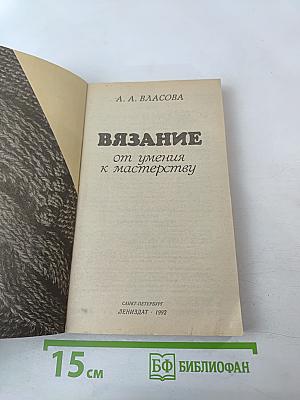 А. А. ВЛАСОВА
ВЯЗАНИЕ
от умения
к мастерству
САНКТ-ПЕТЕРБУРГ
ЛЕНИЗДАТ · 1992
15 см
БФ БИБЛИОФАН